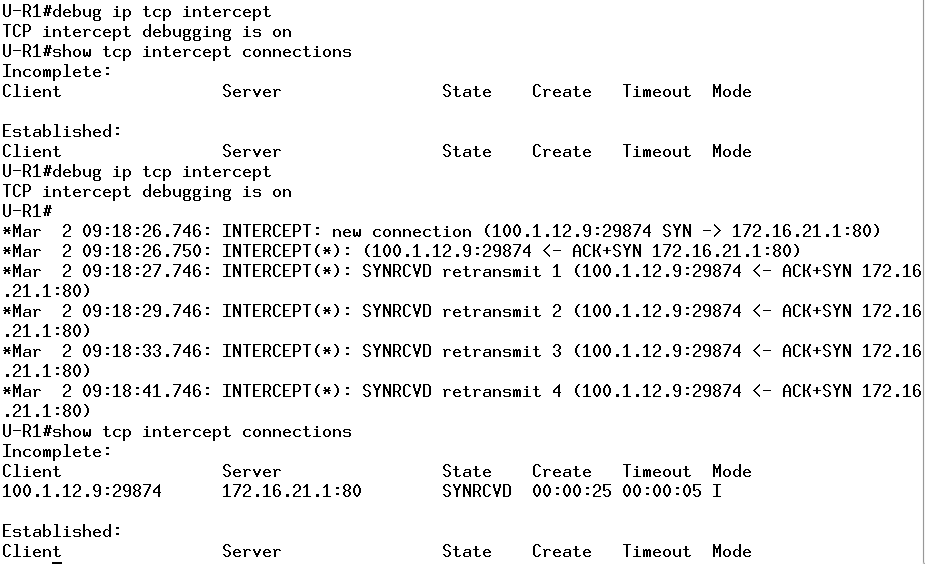 U-R1#debug ip tcp intercept
TCP intercept debugging is on
U-R1#show tcp intercept connections
Incomplete:
Client                Server                State    Create   Timeout  Mode
Established:
Client                Server                State    Create   Timeout  Mode
U-R1#debug ip tcp intercept
TCP intercept debugging is on
U-R1#
*Mar  2 09:18:26.746: INTERCEPT: new connection (100.1.12.9:29874 SYN -> 172.16.21.1:80)
*Mar  2 09:18:26.750: INTERCEPT(*): (100.1.12.9:29874 <- ACK+SYN 172.16.21.1:80)
*Mar  2 09:18:27.746: INTERCEPT(*): SYNRCVD retransmit 1 (100.1.12.9:29874 <- ACK+SYN 172.16
.21.1:80)
*Mar  2 09:18:29.746: INTERCEPT(*): SYNRCVD retransmit 2 (100.1.12.9:29874 <- ACK+SYN 172.16
.21.1:80)
*Mar  2 09:18:33.746: INTERCEPT(*): SYNRCVD retransmit 3 (100.1.12.9:29874 <- ACK+SYN 172.16
.21.1:80)
*Mar  2 09:18:41.746: INTERCEPT(*): SYNRCVD retransmit 4 (100.1.12.9:29874 <- ACK+SYN 172.16
.21.1:80)
U-R1#show tcp intercept connections
Incomplete:
Client                Server                State    Create   Timeout  Mode
100.1.12.9:29874      172.16.21.1:80        SYNRCVD  00:00:25 00:00:05 I
Established:
Client                Server                State    Create   Timeout  Mode